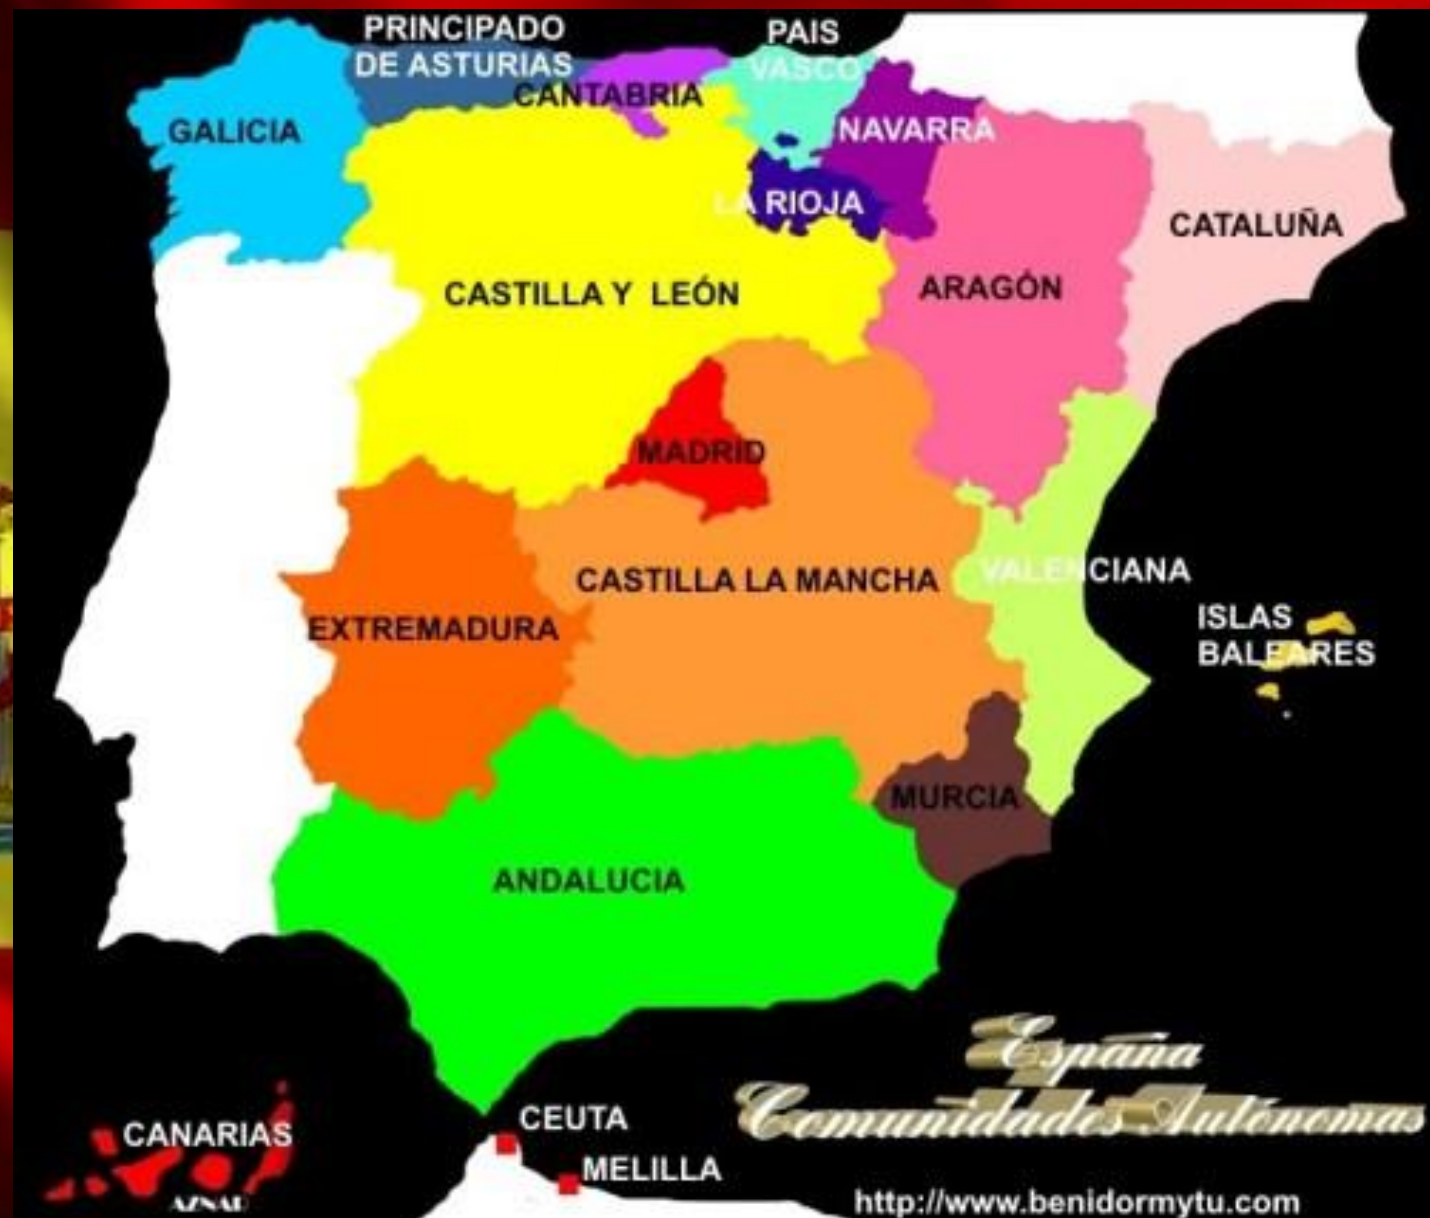 PRINCIPADO
DE ASTURIAS
PAIS
VASCO
CANTABRIA
GALICIA
NAVARRA
LA RIOJA
CATALUÑA
CASTILLA Y LEÓN
ARAGÓN
MADRID
CASTILLA LA MANCHA
VALENCIANA
EXTREMADURA
ISLAS
BALEARES
MURCIA
ANDALUCIA
España
Comunidades Autónomas
CEUTA
CANARIAS
MELILLA
AZNAR
http://www.benidormytu.com